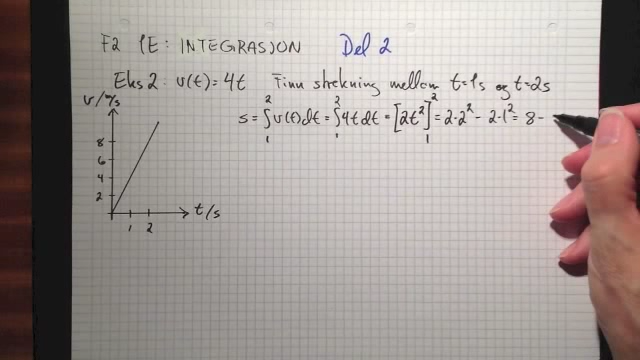 F2 1E: INTEGRASJON Del 2
Eks 2. v(t) = 4t Finn strekning mellom t=1s og t=2s
s = ∫₁² v(t)dt = ∫₁² 4t dt = [2t²]₁² = 2·2² - 2·1² = 8 -
v/m/s
8
6
4
2
1 2
t/s